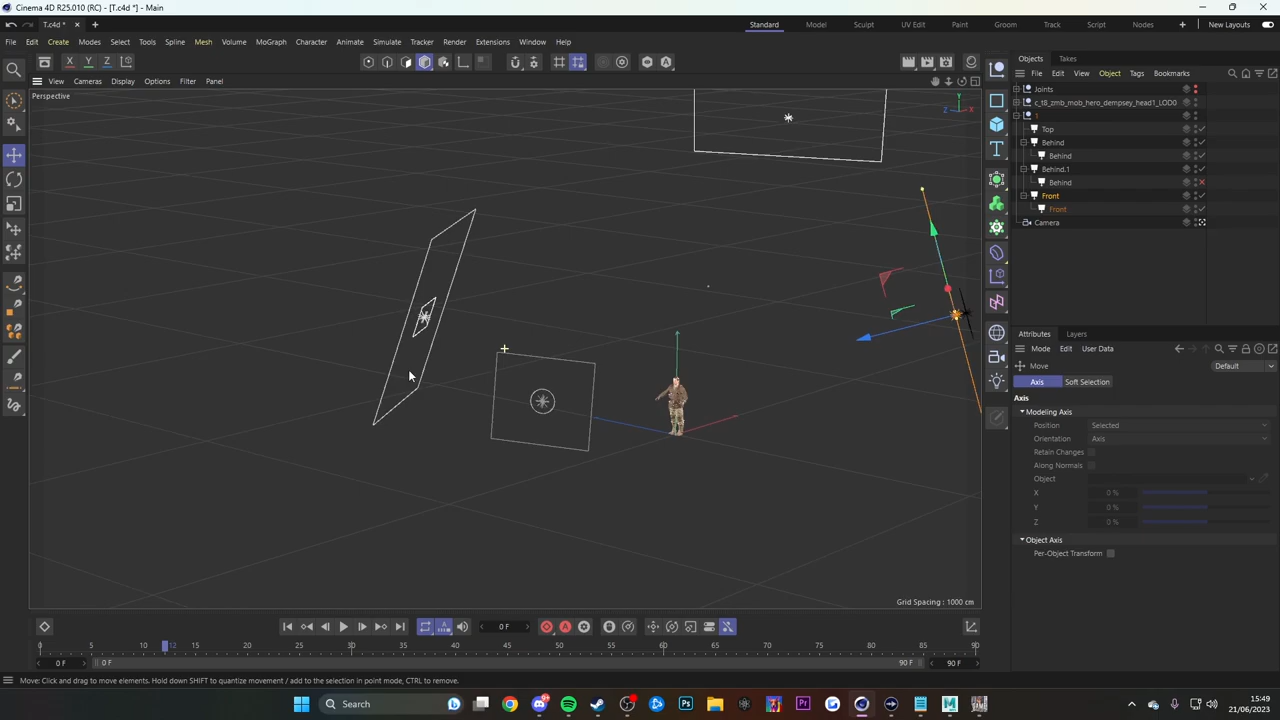 Cinema 4D R25.010 (RC) - [T.c4d *] - Main
T.c4d *
Standard Model Sculpt UV Edit Paint Groom Track Script Nodes New Layouts
File Edit Create Modes Select Tools Spline Mesh Volume MoGraph Character Animate Simulate Tracker Render Extensions Window Help
X Y Z
Objects Takes
View Cameras Display Options Filter Panel
File Edit View Object Tags Bookmarks
Perspective
Joints
c_t8_zmb_mob_hero_dempsey_head1_LOD0
1
Top
Behind
Behind
Behind.1
Behind
Front
Front
Camera
Y
Z X
Attributes Layers
Mode Edit User Data
Move Default
Axis Soft Selection
Axis
Modeling Axis
Position Selected
Orientation Axis
Retain Changes
Along Normals
Object
X 0 %
Y 0 %
Z 0 %
Object Axis
Per-Object Transform
Grid Spacing : 1000 cm
0 F
0 5 10 12 15 20 25 30 35 40 45 50 55 60 65 70 75 80 85 90
0 F 0 F 90 F 90 F
Move: Click and drag to move elements. Hold down SHIFT to quantize movement / add to the selection in point mode, CTRL to remove.
Search
15:49
21/06/2023